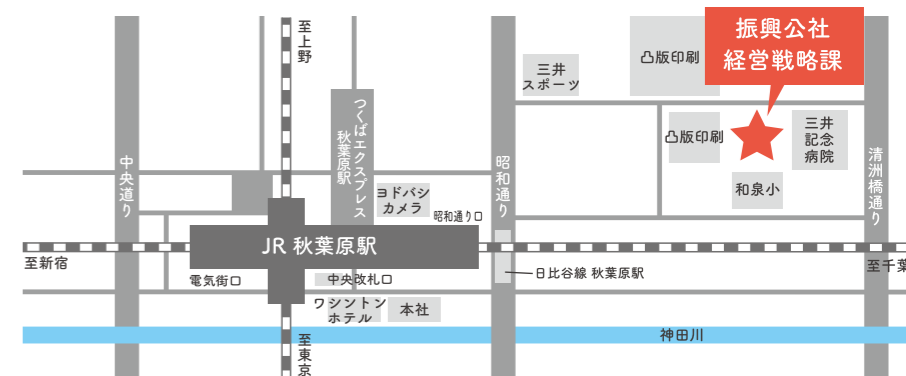 至上野
振興公社
経営戦略課
凸版印刷
三井
スポーツ
つくばエクスプレス
秋葉原駅
凸版印刷
三井
記念
病院
中央道り
昭和通り
清洲橋通り
和泉小
ヨドバシ
カメラ
昭和通り口
JR 秋葉原駅
至新宿
至千葉
電気街口
中央改札口
日比谷線 秋葉原駅
ワシントン
ホテル
本社
神田川
至東京